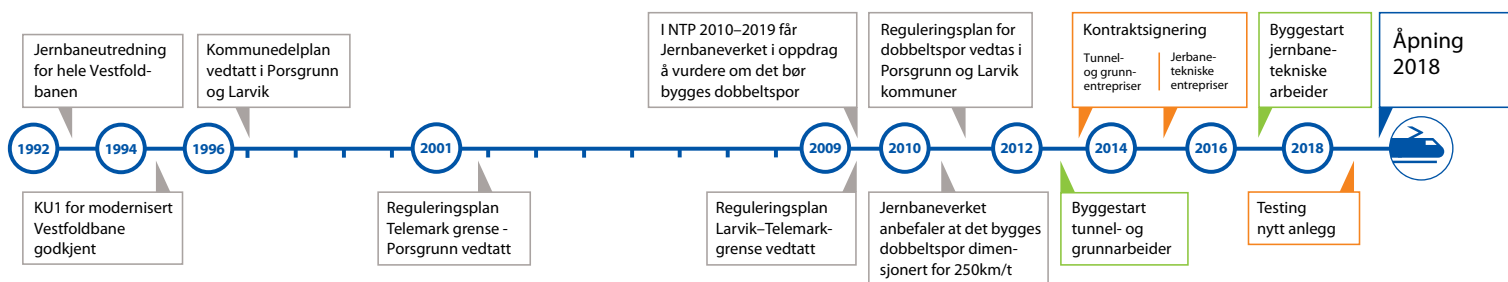 Jernbaneutredning
for hele Vestfold-
banen
Kommunedelplan
vedtatt i Porsgrunn
og Larvik
I NTP 2010–2019 får
Jernbaneverket i oppdrag
å vurdere om det bør
bygges dobbeltspor
Reguleringsplan for
dobbeltspor vedtas i
Porsgrunn og Larvik
kommuner
Kontraktsignering
Tunnel-
og grunn-
entrepriser
Jerbane-
tekniske
entrepriser
Byggestart
jernbane-
tekniske
arbeider
Åpning
2018
1992
1994
1996
2001
2009
2010
2012
2014
2016
2018
KU1 for modernisert
Vestfoldbane
godkjent
Reguleringsplan
Telemark grense -
Porsgrunn vedtatt
Reguleringsplan
Larvik–Telemark-
grense vedtatt
Jernbaneverket
anbefaler at det bygges
dobbeltspor dimen-
sjonert for 250km/t
Byggestart
tunnel- og
grunnarbeider
Testing
nytt anlegg